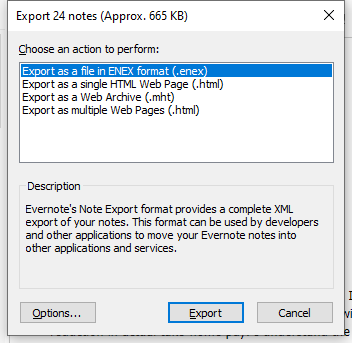 Export 24 notes (Approx. 665 KB)
Choose an action to perform:
Export as a file in ENEX format (.enex)
Export as a single HTML Web Page (.html)
Export as a Web Archive (.mht)
Export as multiple Web Pages (.html)
Description
Evernote's Note Export format provides a complete XML
export of your notes. This format can be used by developers
and other applications to move your Evernote notes into
other applications and services.
Options...
Export
Cancel